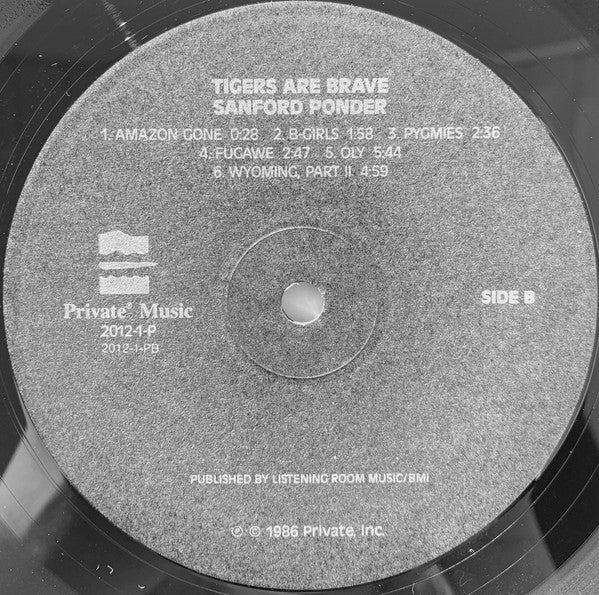 TIGERS ARE BRAVE
SANFORD PONDER
1. AMAZON GONE 0:28 2. B-GIRLS 1:58 3. PYGMIES 2:36
4. FUGAWE 2:47 5. OLY 5:44
6. WYOMING, PART II 4:59
Private® Music
2012-1-P
2012-1-PB
SIDE B
PUBLISHED BY LISTENING ROOM MUSIC/BMI
℗ © 1986 Private, Inc.